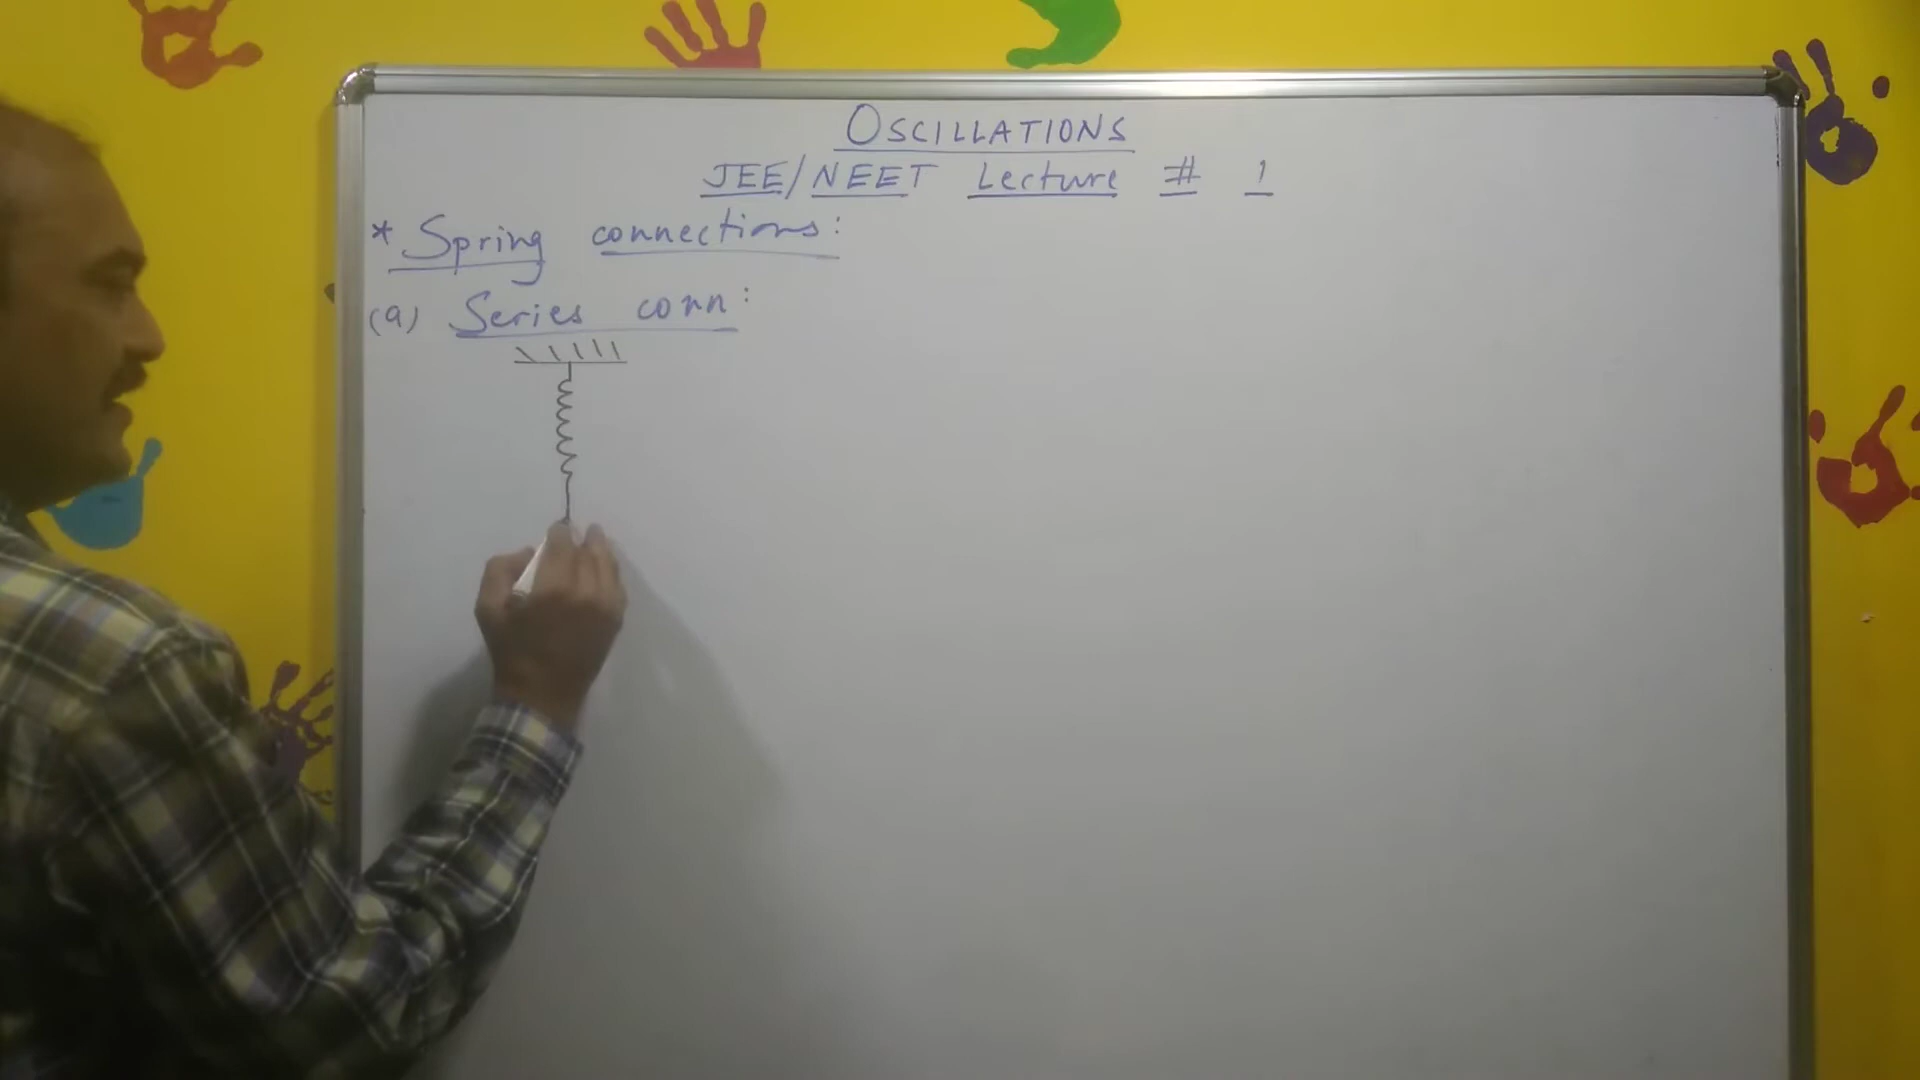 OSCILLATIONS
JEE/NEET Lecture # 1
* Spring connections:
(a) Series conn: